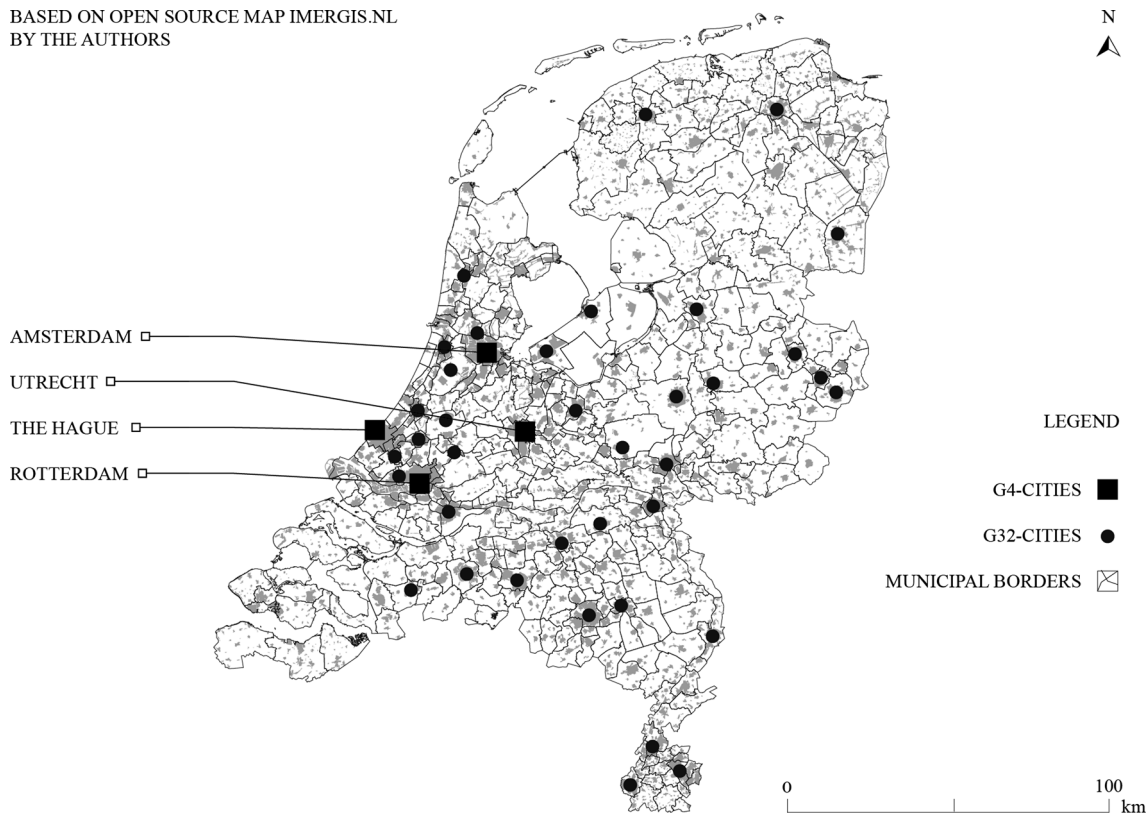 BASED ON OPEN SOURCE MAP IMERGIS.NL
BY THE AUTHORS
N
AMSTERDAM
UTRECHT
THE HAGUE
ROTTERDAM
LEGEND
G4-CITIES
G32-CITIES
MUNICIPAL BORDERS
0
100
km